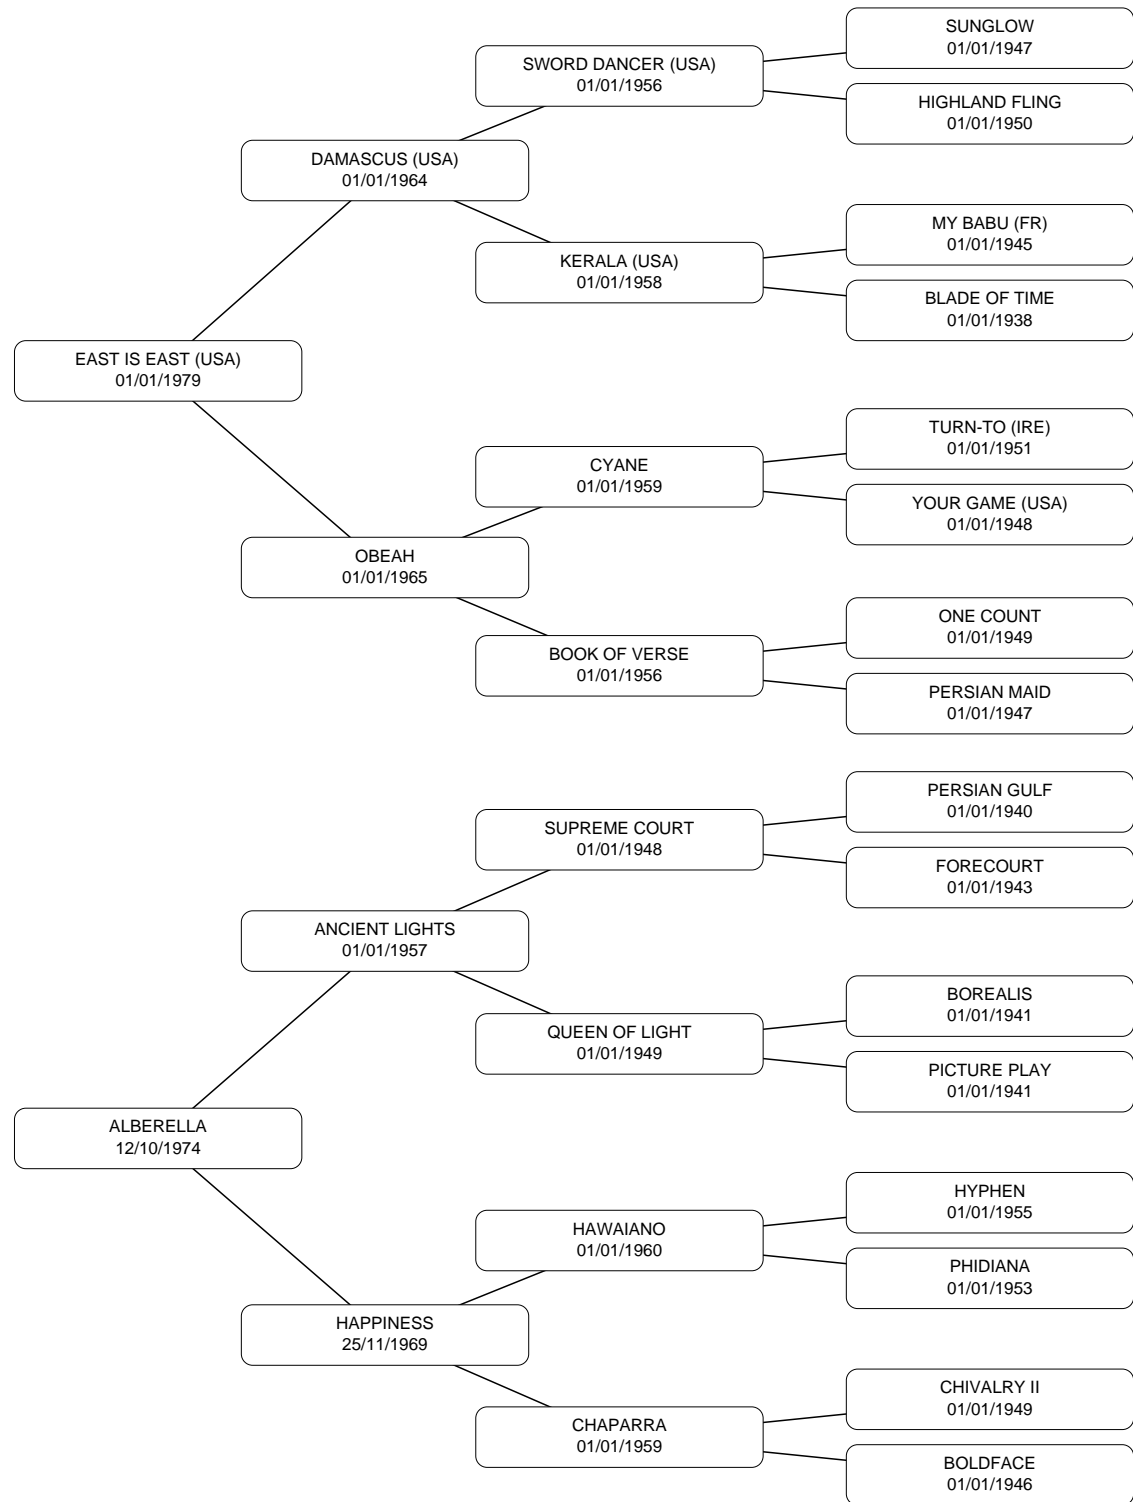 SUNGLOW
01/01/1947
SWORD DANCER (USA)
01/01/1956
HIGHLAND FLING
01/01/1950
DAMASCUS (USA)
01/01/1964
MY BABU (FR)
01/01/1945
KERALA (USA)
01/01/1958
BLADE OF TIME
01/01/1938
EAST IS EAST (USA)
01/01/1979
TURN-TO (IRE)
01/01/1951
CYANE
01/01/1959
YOUR GAME (USA)
01/01/1948
OBEAH
01/01/1965
ONE COUNT
01/01/1949
BOOK OF VERSE
01/01/1956
PERSIAN MAID
01/01/1947
PERSIAN GULF
01/01/1940
SUPREME COURT
01/01/1948
FORECOURT
01/01/1943
ANCIENT LIGHTS
01/01/1957
BOREALIS
01/01/1941
QUEEN OF LIGHT
01/01/1949
PICTURE PLAY
01/01/1941
ALBERELLA
12/10/1974
HYPHEN
01/01/1955
HAWAIANO
01/01/1960
PHIDIANA
01/01/1953
HAPPINESS
25/11/1969
CHIVALRY II
01/01/1949
CHAPARRA
01/01/1959
BOLDFACE
01/01/1946